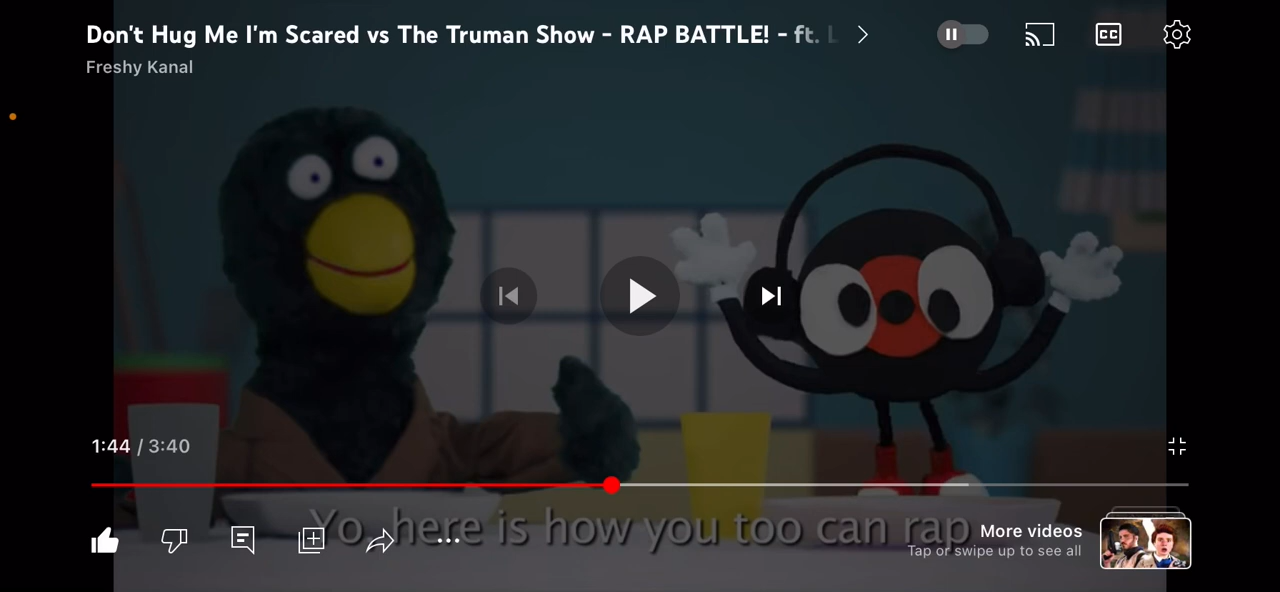 Don't Hug Me I'm Scared vs The Truman Show - RAP BATTLE! - ft.
Freshy Kanal
CC
1:44 / 3:40
Yo, here is how you too can rap
More videos
Tap or swipe up to see all